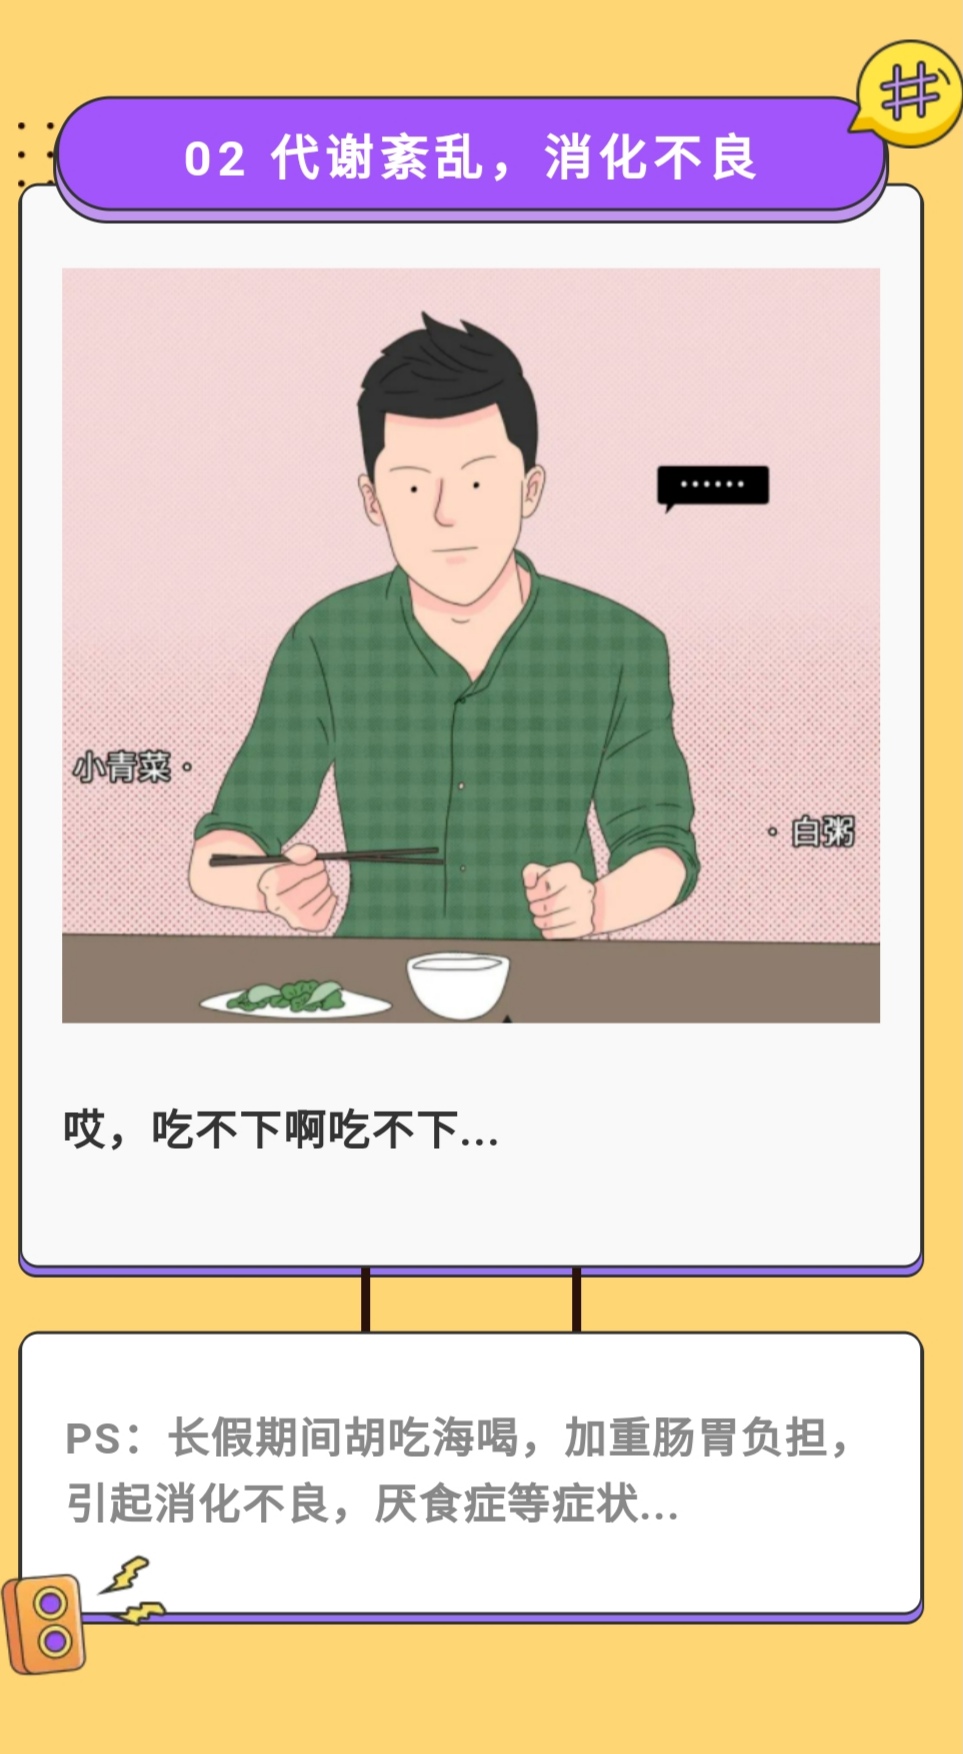 02 代谢紊乱，消化不良
······
小青菜·
·白粥
哎，吃不下啊吃不下...
PS：长假期间胡吃海喝，加重肠胃负担，
引起消化不良，厌食症等症状...